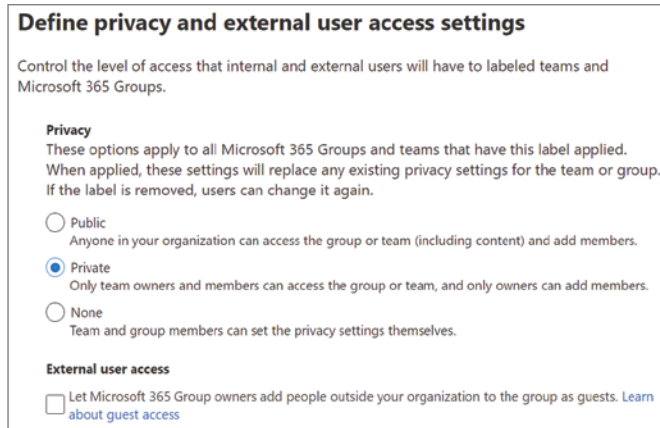 Define privacy and external user access settings
Control the level of access that internal and external users will have to labeled teams and
Microsoft 365 Groups.
Privacy
These options apply to all Microsoft 365 Groups and teams that have this label applied.
When applied, these settings will replace any existing privacy settings for the team or group.
If the label is removed, users can change it again.
Public
Anyone in your organization can access the group or team (including content) and add members.
Private
Only team owners and members can access the group or team, and only owners can add members.
None
Team and group members can set the privacy settings themselves.
External user access
Let Microsoft 365 Group owners add people outside your organization to the group as guests. Learn
about guest access